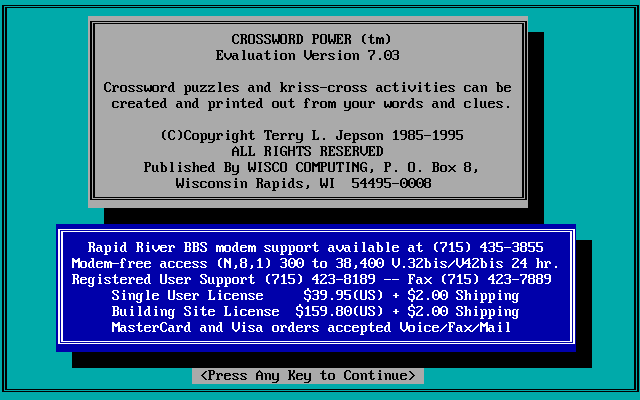 CROSSWORD POWER (tm)
Evaluation Version 7.03
Crossword puzzles and kriss-cross activities can be
created and printed out from your words and clues.
(C)Copyright Terry L. Jepson 1985-1995
ALL RIGHTS RESERVED
Published By WISCO COMPUTING, P. O. Box 8,
Wisconsin Rapids, WI  54495-0008
Rapid River BBS modem support available at (715) 435-3855
Modem-free access (N,8,1) 300 to 38,400 V.32bis/V42bis 24 hr.
Registered User Support (715) 423-8189 -- Fax (715) 423-7889
Single User License     $39.95(US) + $2.00 Shipping
Building Site License  $159.80(US) + $2.00 Shipping
MasterCard and Visa orders accepted Voice/Fax/Mail
<Press Any Key to Continue>